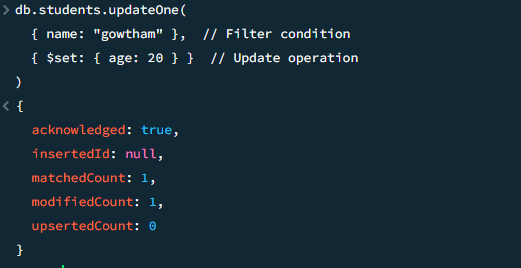 > db.students.updateOne(
{ name: "gowtham" },  // Filter condition
{ $set: { age: 20 } }  // Update operation
)
< {
acknowledged: true,
insertedId: null,
matchedCount: 1,
modifiedCount: 1,
upsertedCount: 0
}